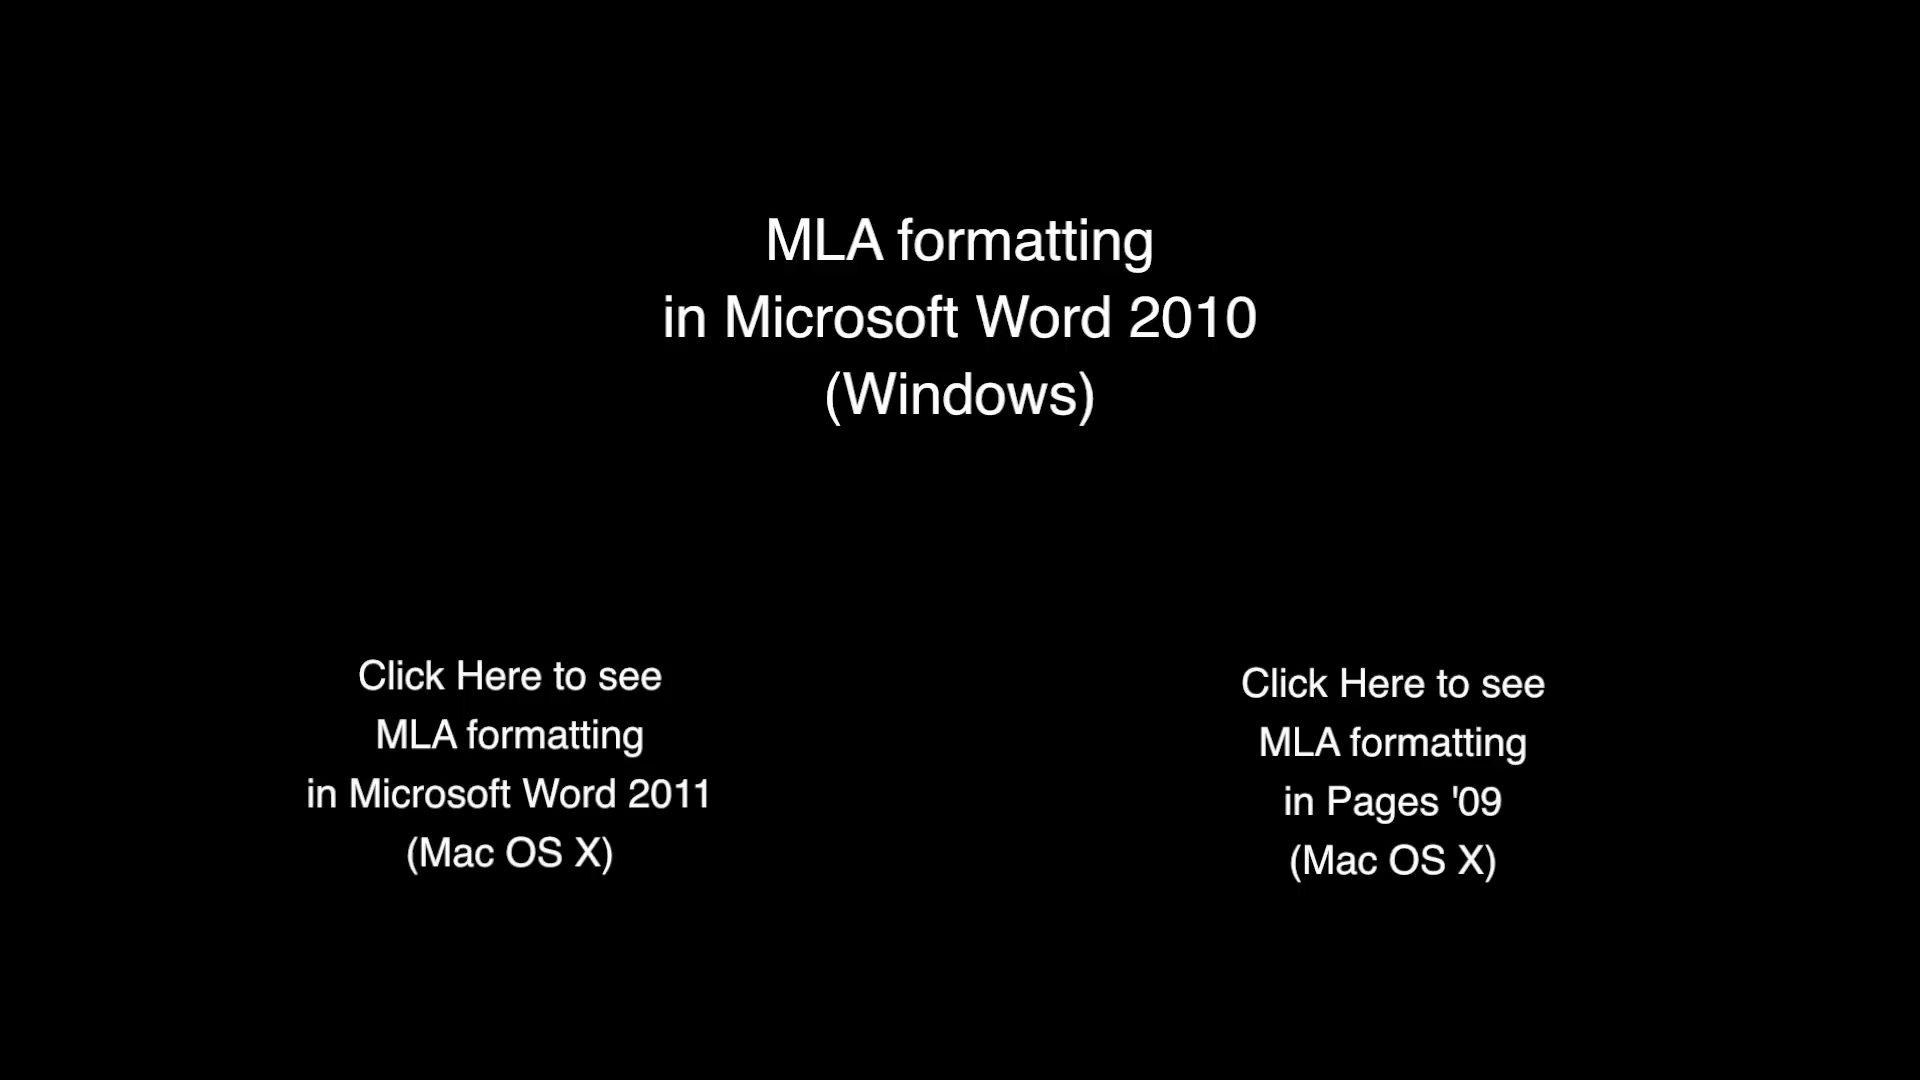 MLA formatting
in Microsoft Word 2010
(Windows)
Click Here to see
MLA formatting
in Microsoft Word 2011
(Mac OS X)
Click Here to see
MLA formatting
in Pages '09
(Mac OS X)